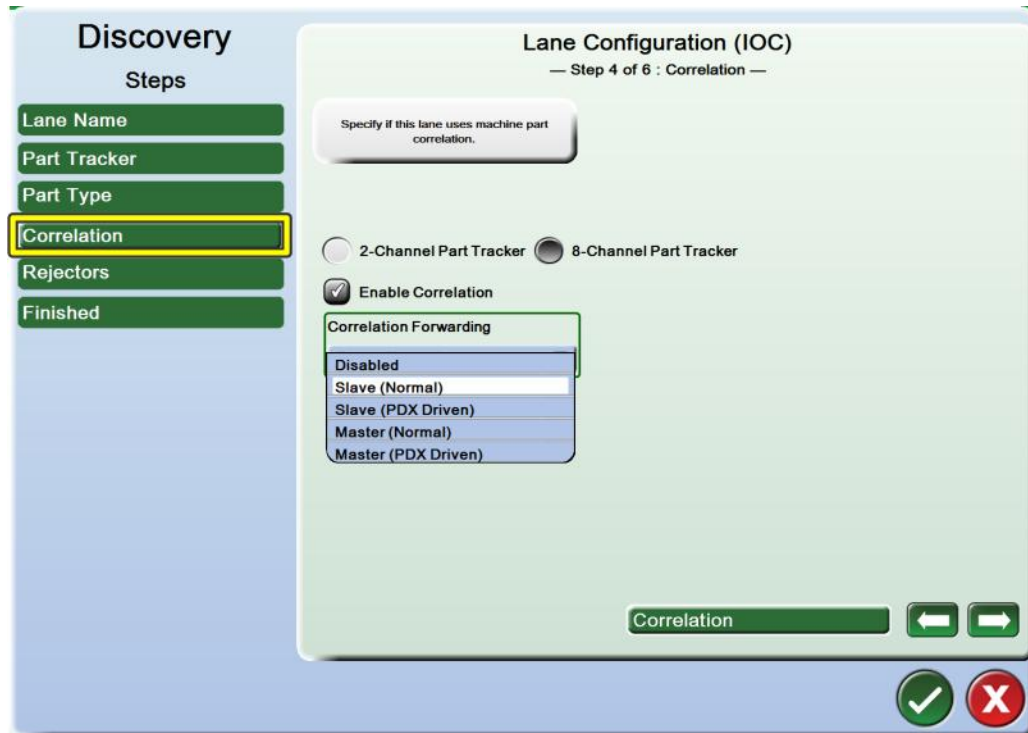 Discovery
Steps
Lane Name
Part Tracker
Part Type
Correlation
Rejectors
Finished
Lane Configuration (IOC)
— Step 4 of 6 : Correlation —
Specify if this lane uses machine part
correlation.
2-Channel Part Tracker
8-Channel Part Tracker
Enable Correlation
Correlation Forwarding
Disabled
Slave (Normal)
Slave (PDX Driven)
Master (Normal)
Master (PDX Driven)
Correlation
X